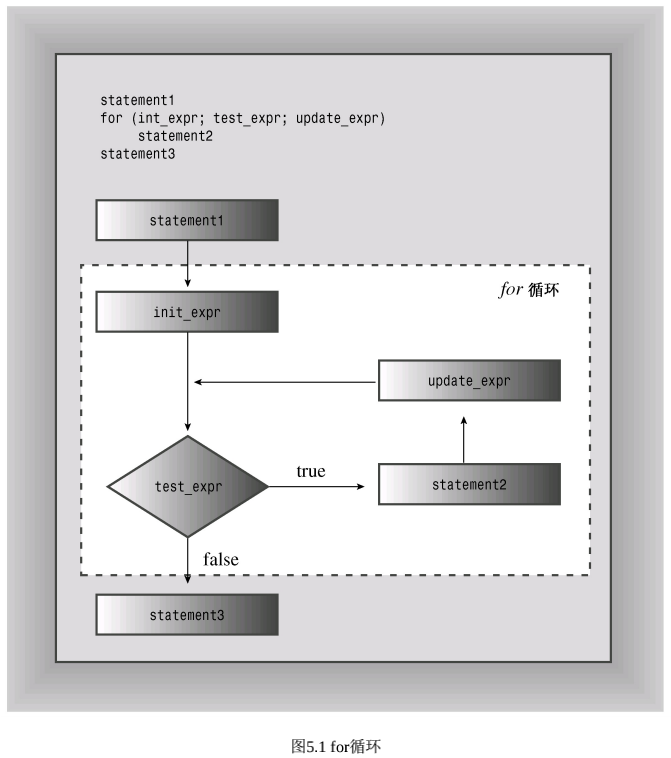 statement1
for (int_expr; test_expr; update_expr)
statement2
statement3
statement1
for 循环
init_expr
update_expr
test_expr
true
statement2
false
statement3
图5.1 for循环